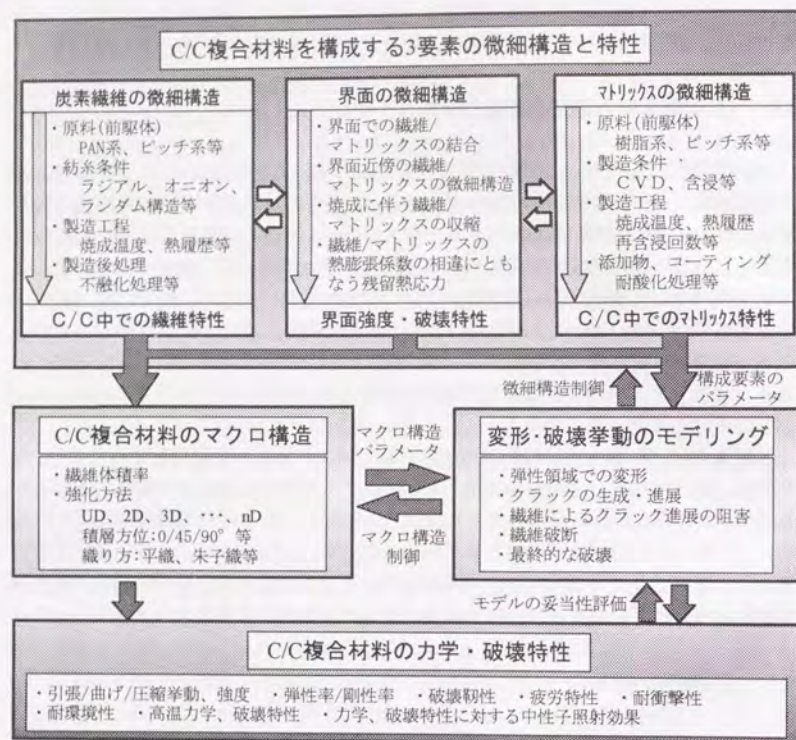 C/C複合材料を構成する3要素の微細構造と特性
炭素繊維の微細構造
・原料(前駆体)
PAN系、ピッチ系等
・紡糸条件
ラジアル、オニオン、
ランダム構造等
・製造工程
焼成温度、熱履歴等
・製造後処理
不融化処理等
C/C中での繊維特性
界面の微細構造
・界面での繊維/
マトリックスの結合
・界面近傍の繊維/
マトリックスの微細構造
・焼成に伴う繊維/
マトリックスの収縮
・繊維/マトリックスの
熱膨張係数の相違にとも
なう残留熱応力
界面強度・破壊特性
マトリックスの微細構造
・原料(前駆体)
樹脂系、ピッチ系等
・製造条件
CVD、含浸等
・製造工程
焼成温度、熱履歴
再含浸回数等
・添加物、コーティング
耐酸化処理等
C/C中でのマトリックス特性
微細構造制御
構成要素の
パラメータ
C/C複合材料のマクロ構造
・繊維体積率
・強化方法
UD、2D、3D、・・・、nD
積層方位:0/45/90°等
織り方:平織、朱子織等
マクロ構造
パラメータ
マクロ構造
制御
変形・破壊挙動のモデリング
・弾性領域での変形
・クラックの生成・進展
・繊維によるクラック進展の阻害
・繊維破断
・最終的な破壊
モデルの妥当性評価
C/C複合材料の力学・破壊特性
・引張/曲げ/圧縮挙動、強度 ・弾性率/剛性率 ・破壊靱性 ・疲労特性 ・耐衝撃性
・耐環境性 ・高温力学、破壊特性 ・力学、破壊特性に対する中性子照射効果